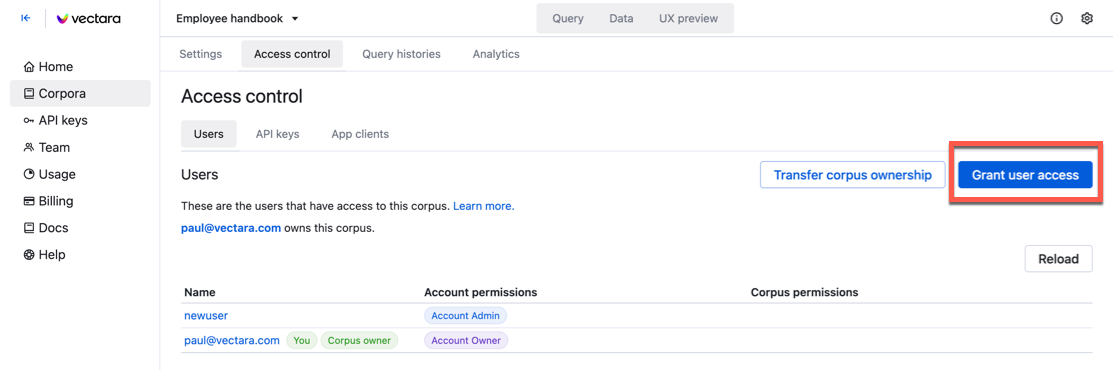 vectara
Employee handbook
Query Data UX preview
Settings Access control Query histories Analytics
Home
Corpora
API keys
Team
Usage
Billing
Docs
Help
Access control
Users API keys App clients
Users
Transfer corpus ownership Grant user access
These are the users that have access to this corpus. Learn more.
paul@vectara.com owns this corpus.
Reload
Name Account permissions Corpus permissions
newuser Account Admin
paul@vectara.com You Corpus owner Account Owner